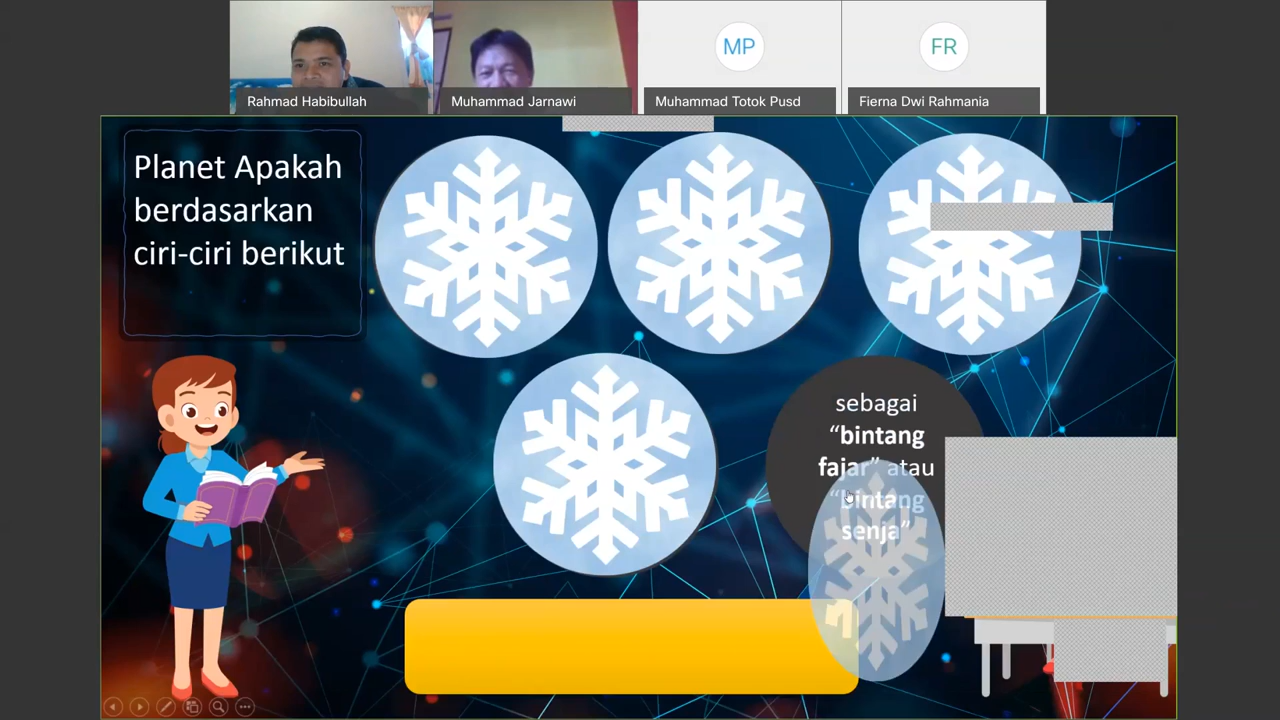 MP
FR
Rahmad Habibullah
Muhammad Jarnawi
Muhammad Totok Pusd
Fierna Dwi Rahmania
Planet Apakah
berdasarkan
ciri-ciri berikut
sebagai
“bintang
fajar” atau
“bintang
senja”